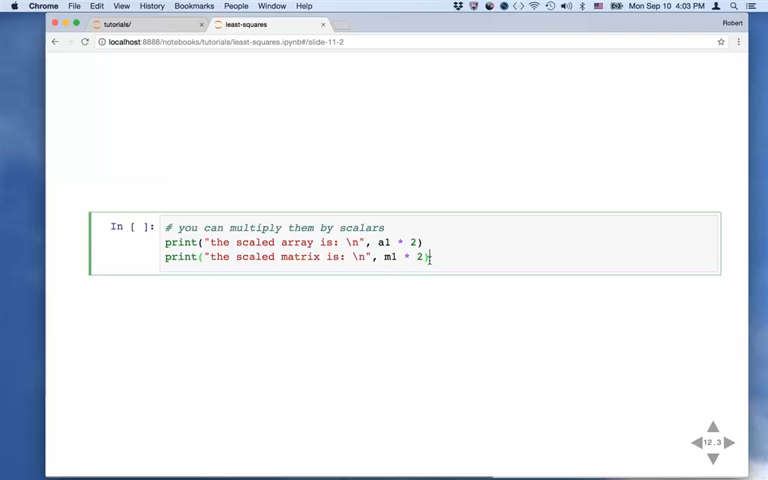 Chrome File Edit View History Bookmarks People Window Help Mon Sep 10 4:03 PM
tutorials/ least-squares Robert
localhost:8888/notebooks/tutorials/least-squares.ipynb#/slide-11-2
In [ ]: # you can multiply them by scalars
print("the scaled array is: \n", a1 * 2)
print("the scaled matrix is: \n", m1 * 2)
12.3